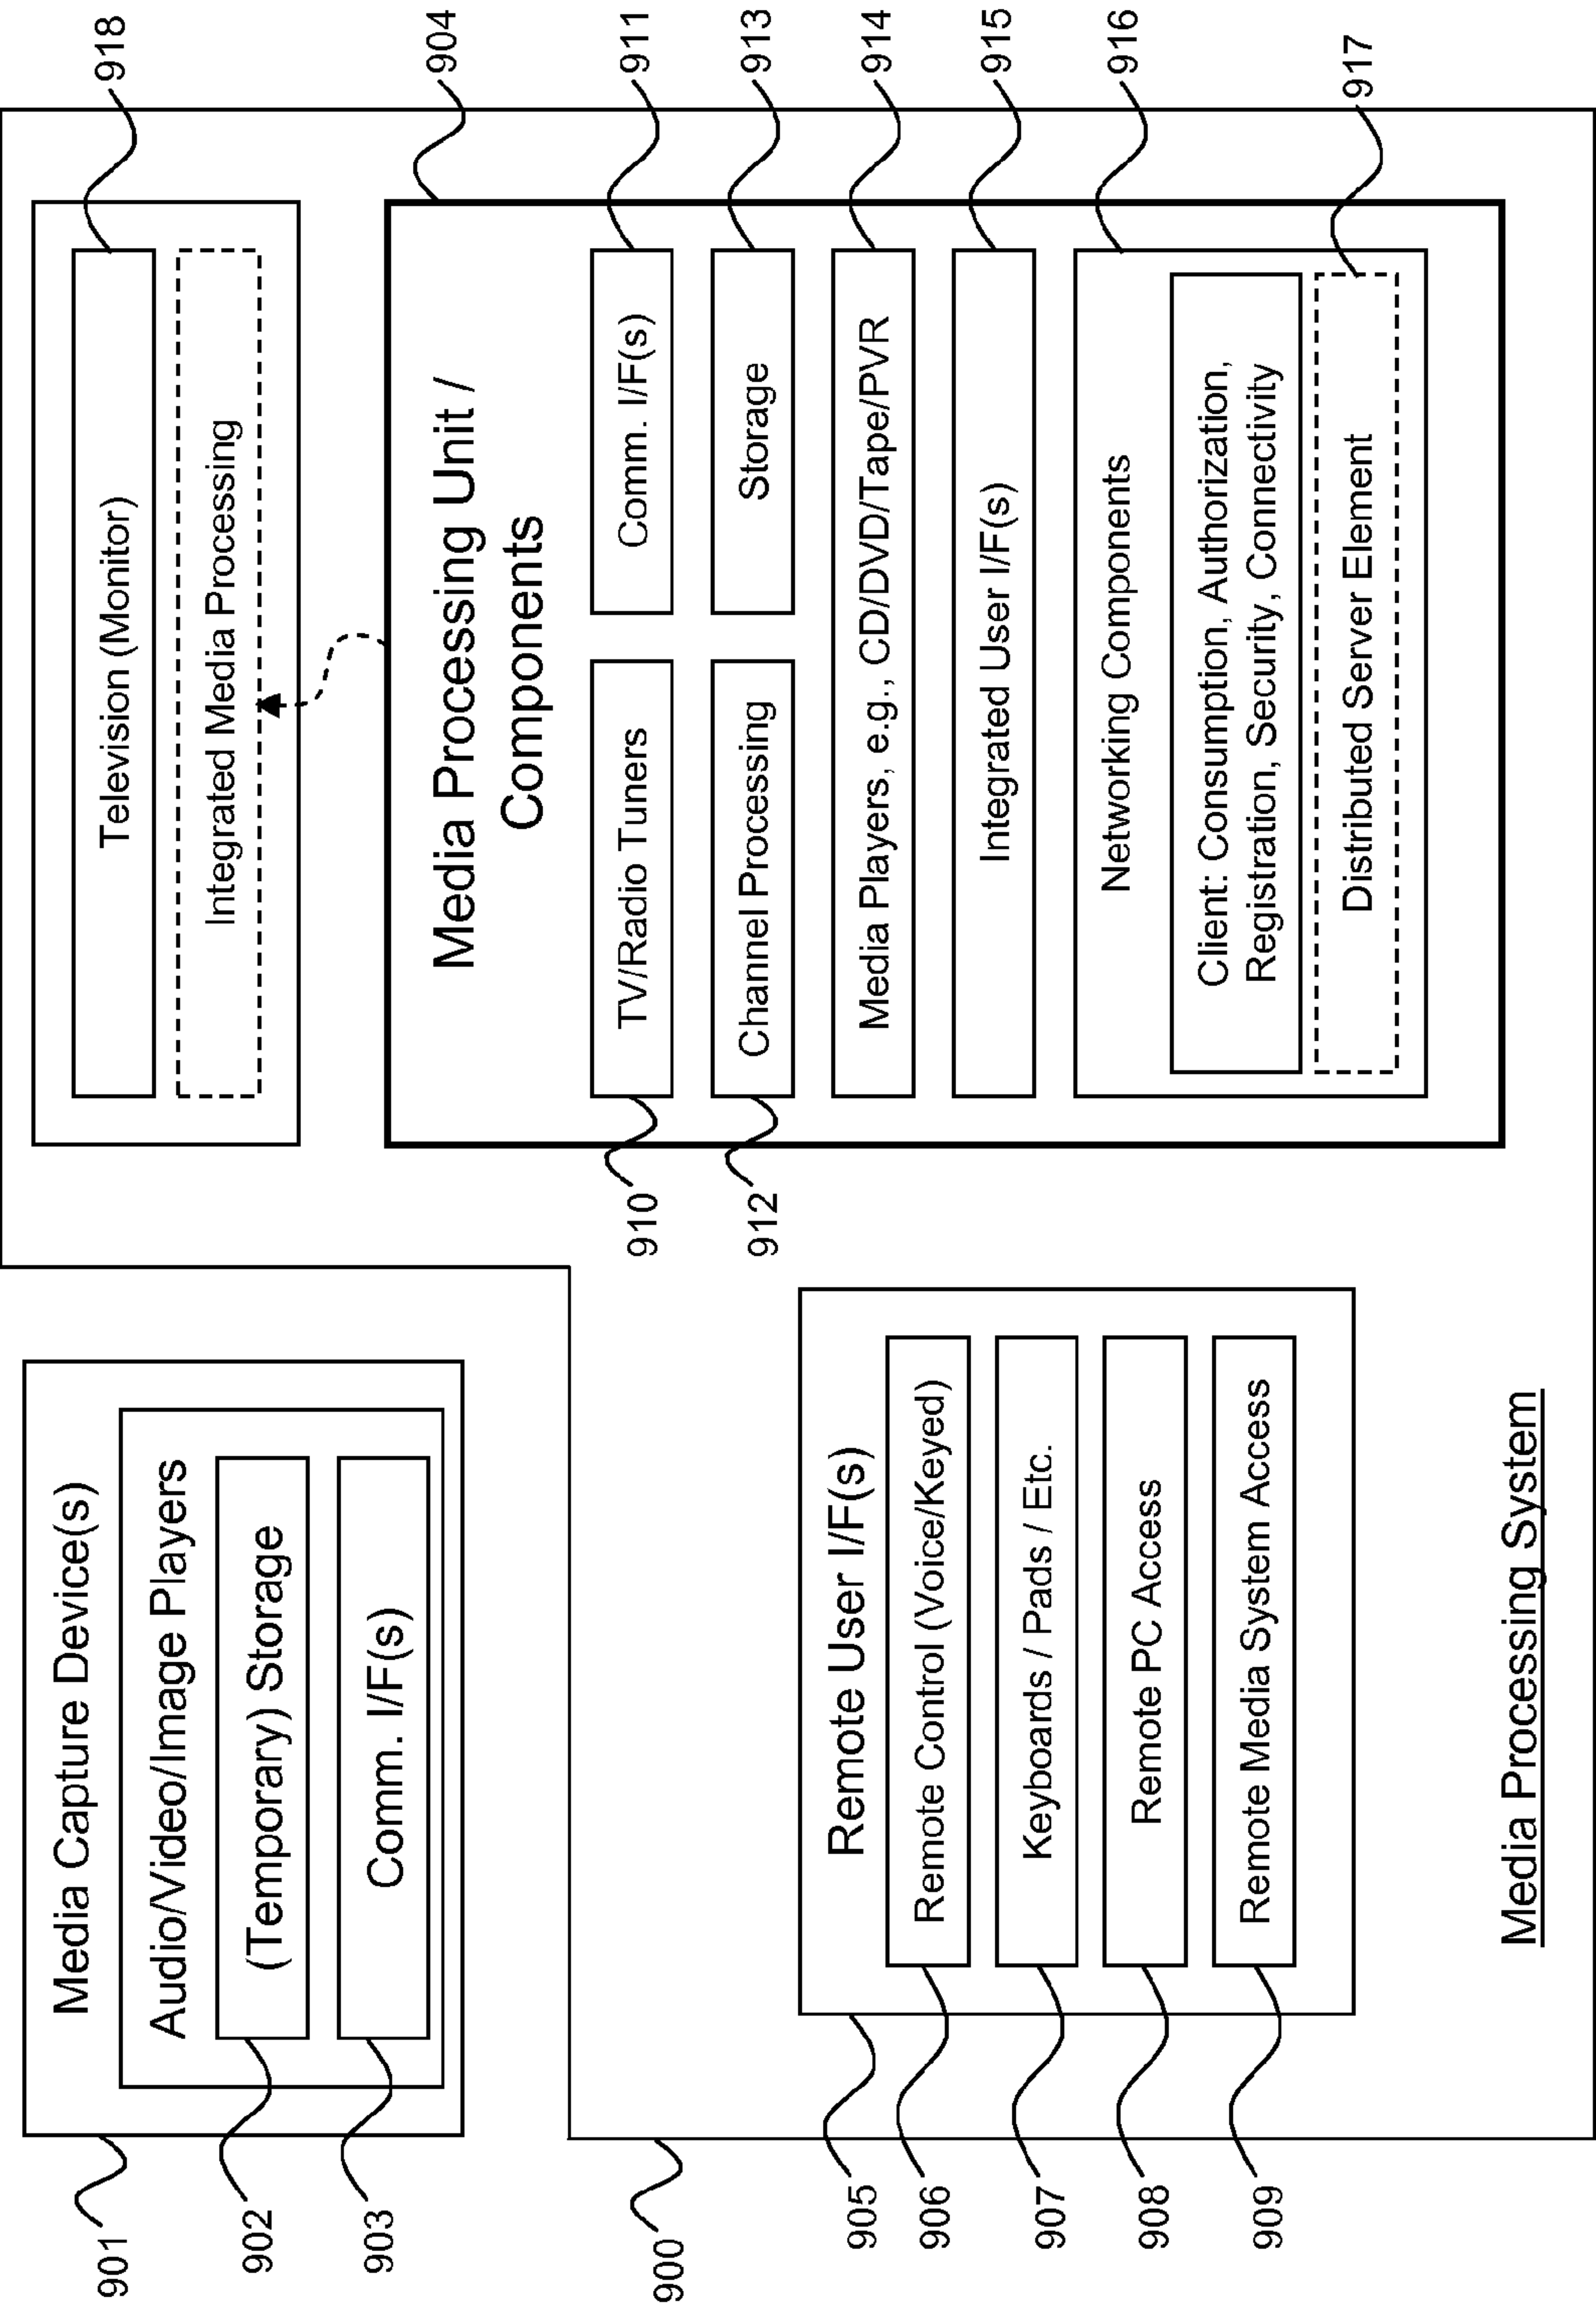 901
Media Capture Device(s)
Audio/Video/Image Players
902
(Temporary) Storage
903
Comm. I/F(s)
900
905
Remote User I/F(s)
906
Remote Control (Voice/Keyed)
907
Keyboards / Pads / Etc.
908
Remote PC Access
909
Remote Media System Access
Media Processing System
Television (Monitor)
918
Integrated Media Processing
904
Media Processing Unit /
Components
910
TV/Radio Tuners
Comm. I/F(s)
911
912
Channel Processing
Storage
913
Media Players, e.g., CD/DVD/Tape/PVR
914
Integrated User I/F(s)
915
Networking Components
916
Client: Consumption, Authorization,
Registration, Security, Connectivity
Distributed Server Element
917